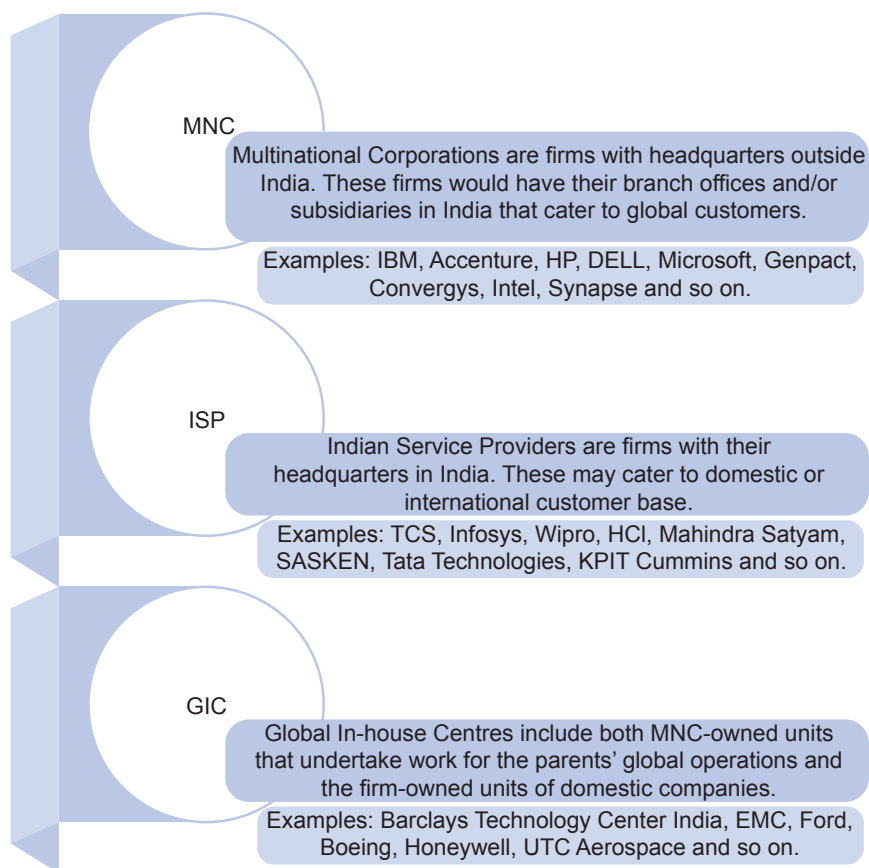 MNC
Multinational Corporations are firms with headquarters outside
India. These firms would have their branch offices and/or
subsidiaries in India that cater to global customers.
Examples: IBM, Accenture, HP, DELL, Microsoft, Genpact,
Convergys, Intel, Synapse and so on.
ISP
Indian Service Providers are firms with their
headquarters in India. These may cater to domestic or
international customer base.
Examples: TCS, Infosys, Wipro, HCl, Mahindra Satyam,
SASKEN, Tata Technologies, KPIT Cummins and so on.
GIC
Global In-house Centres include both MNC-owned units
that undertake work for the parents’ global operations and
the firm-owned units of domestic companies.
Examples: Barclays Technology Center India, EMC, Ford,
Boeing, Honeywell, UTC Aerospace and so on.